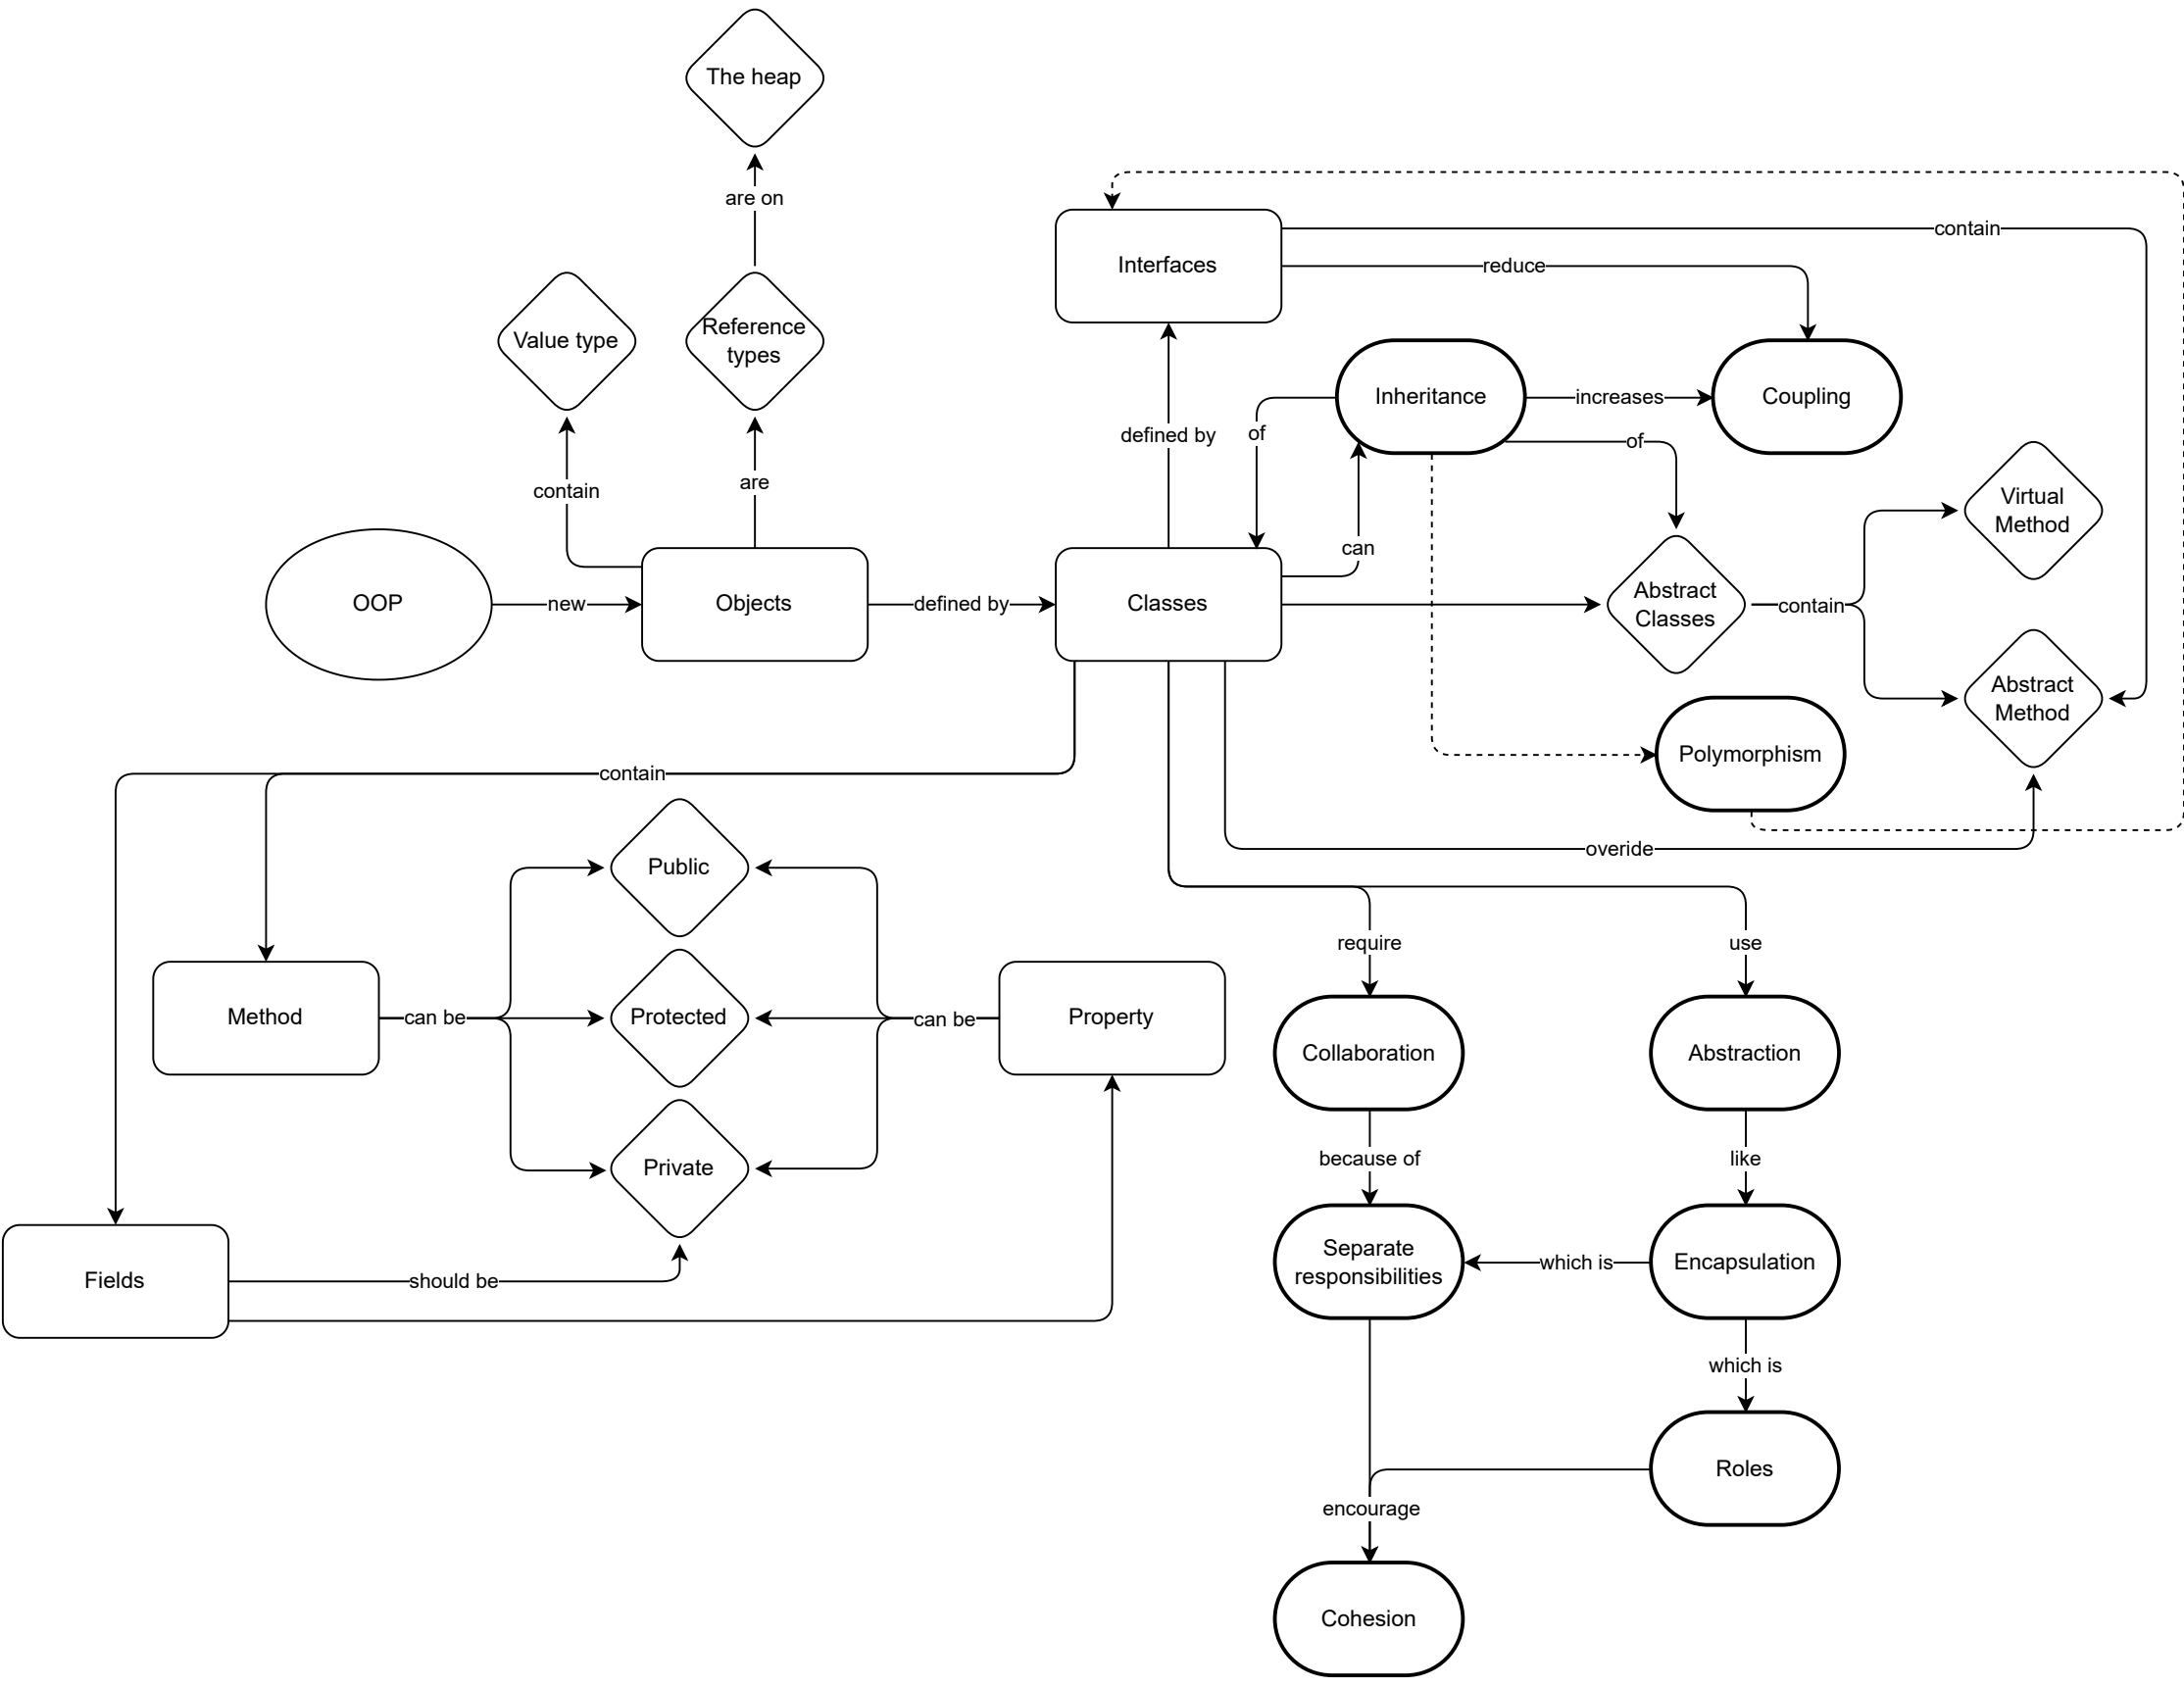 The heap
are on
Interfaces
contain
reduce
Value type
Reference
types
Inheritance
increases
Coupling
defined by
of
of
contain
are
Virtual
Method
can
OOP
new
Objects
defined by
Classes
Abstract
Classes
contain
Abstract
Method
Polymorphism
contain
overide
Public
require
use
Method
can be
Protected
can be
Property
Collaboration
Abstraction
Private
because of
like
Fields
should be
Separate
responsibilities
which is
Encapsulation
which is
Roles
encourage
Cohesion